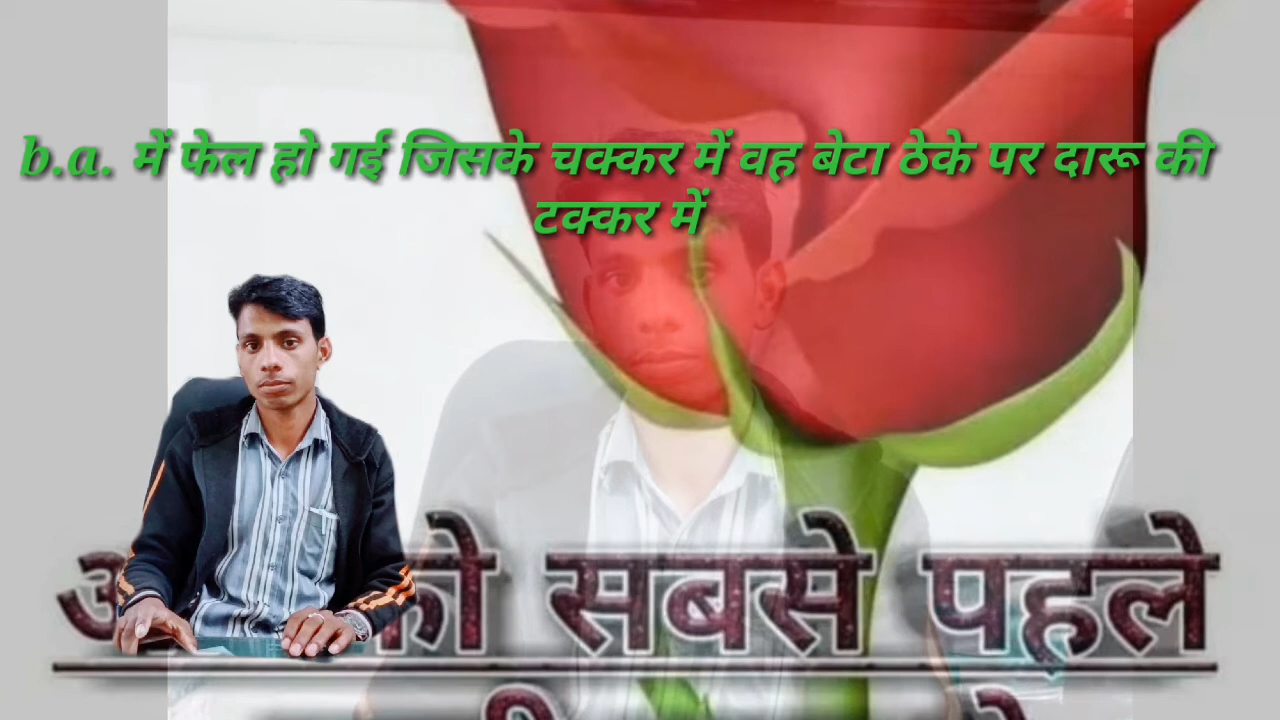 b.a. में फेल हो गई जिसके चक्कर में वह बेटा ठेके पर दारू की
टक्कर में
को सबसे पहले